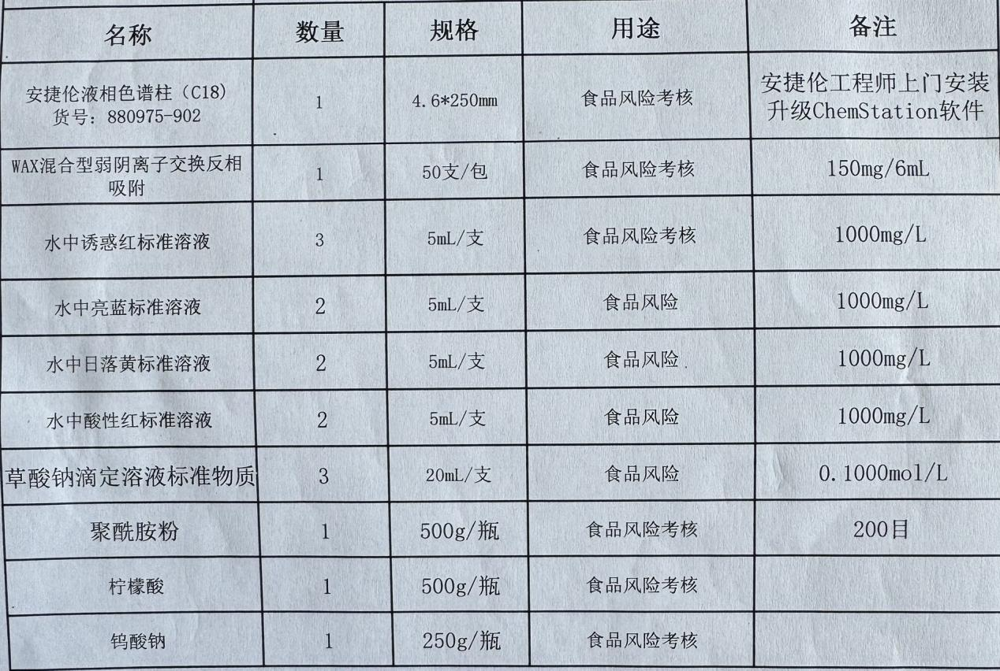 名称 数量 规格 用途 备注
安捷伦液相色谱柱（C18）
货号：880975-902
1 4.6*250mm 食品风险考核
安捷伦工程师上门安装
升级ChemStation软件
WAX混合型弱阴离子交换反相
吸附
1 50支/包 食品风险考核 150mg/6mL
水中诱惑红标准溶液 3 5mL/支 食品风险考核 1000mg/L
水中亮蓝标准溶液 2 5mL/支 食品风险 1000mg/L
水中日落黄标准溶液 2 5mL/支 食品风险 1000mg/L
水中酸性红标准溶液 2 5mL/支 食品风险 1000mg/L
草酸钠滴定溶液标准物质 3 20mL/支 食品风险 0.1000mol/L
聚酰胺粉 1 500g/瓶 食品风险考核 200目
柠檬酸 1 500g/瓶 食品风险考核
钨酸钠 1 250g/瓶 食品风险考核